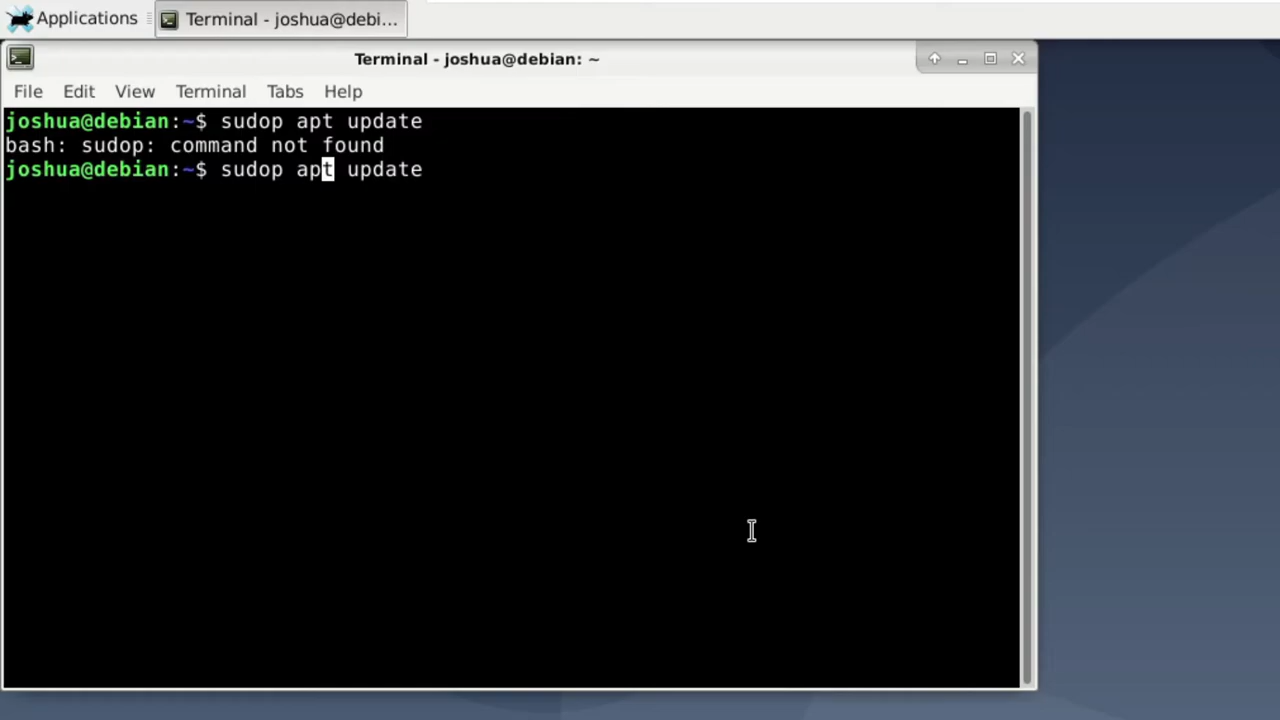 Applications
Terminal - joshua@debi...
Terminal - joshua@debian: ~
File Edit View Terminal Tabs Help
joshua@debian:~$ sudop apt update
bash: sudop: command not found
joshua@debian:~$ sudop apt update